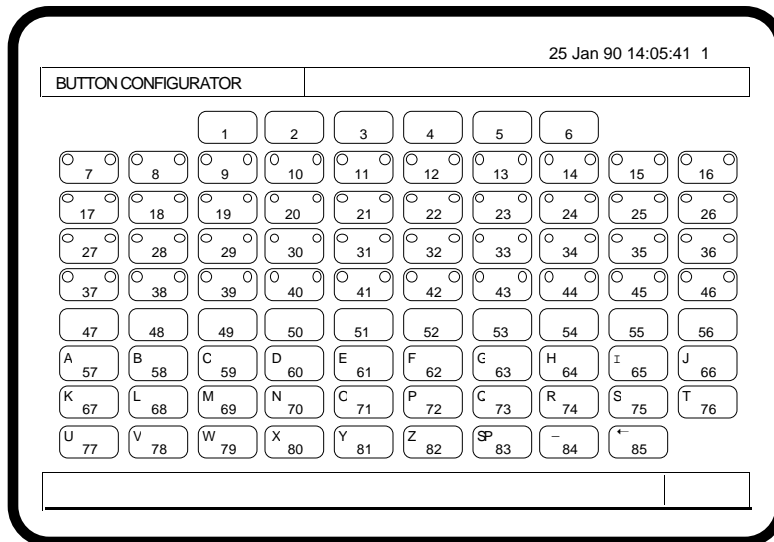 25 Jan 90 14:05:41 1
BUTTON CONFIGURATOR
1 2 3 4 5 6
7 8 9 10 11 12 13 14 15 16
17 18 19 20 21 22 23 24 25 26
27 28 29 30 31 32 33 34 35 36
37 38 39 40 41 42 43 44 45 46
47 48 49 50 51 52 53 54 55 56
A 57 B 58 C 59 D 60 E 61 F 62 G 63 H 64 I 65 J 66
K 67 L 68 M 69 N 70 O 71 P 72 Q 73 R 74 S 75 T 76
U 77 V 78 W 79 X 80 Y 81 Z 82 SP 83 – 84 ← 85